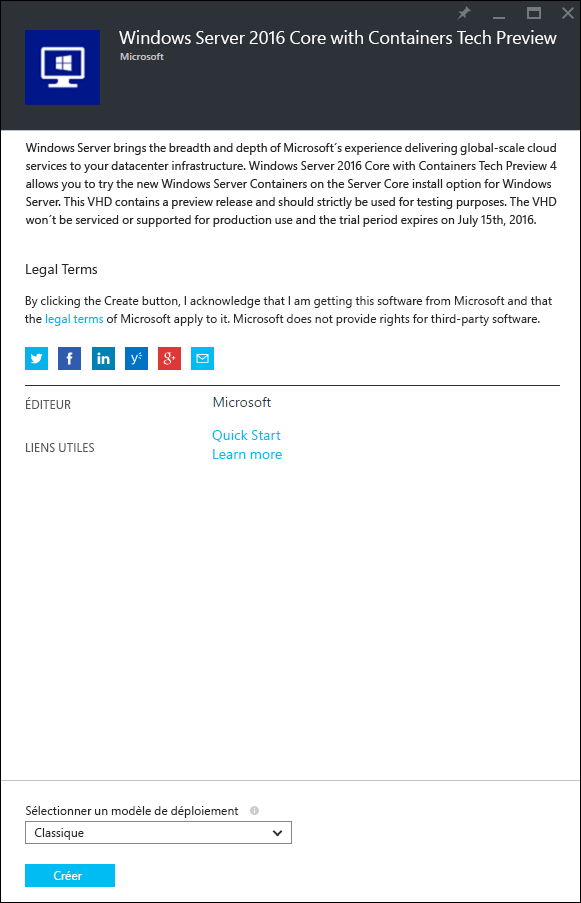 Windows Server 2016 Core with Containers Tech Preview
Microsoft
Windows Server brings the breadth and depth of Microsoft´s experience delivering global-scale cloud
services to your datacenter infrastructure. Windows Server 2016 Core with Containers Tech Preview 4
allows you to try the new Windows Server Containers on the Server Core install option for Windows
Server. This VHD contains a preview release and should strictly be used for testing purposes. The VHD
won´t be serviced or supported for production use and the trial period expires on July 15th, 2016.
Legal Terms
By clicking the Create button, I acknowledge that I am getting this software from Microsoft and that
the legal terms of Microsoft apply to it. Microsoft does not provide rights for third-party software.
ÉDITEUR
Microsoft
LIENS UTILES
Quick Start
Learn more
Sélectionner un modèle de déploiement
Classique
Créer